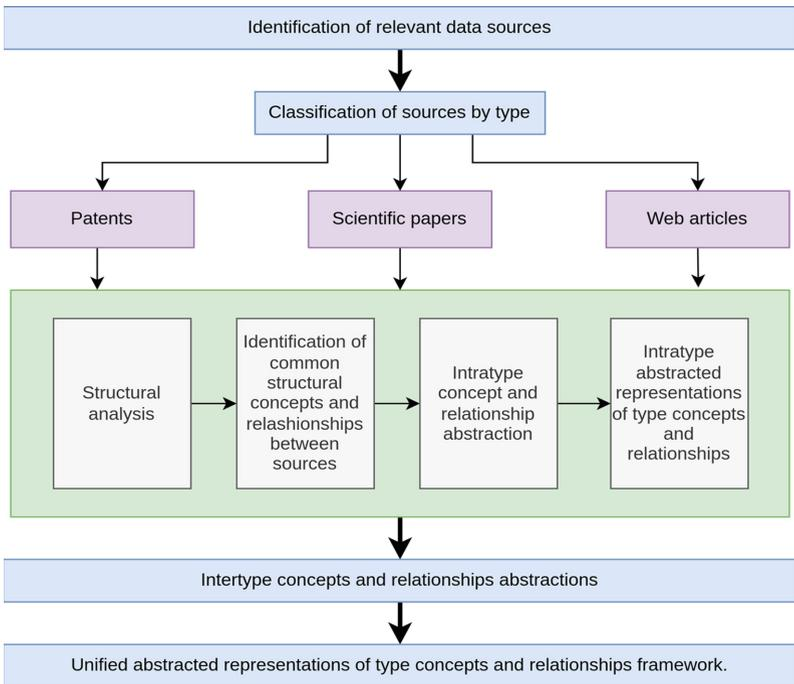 Identification of relevant data sources
Classification of sources by type
Patents
Scientific papers
Web articles
Structural
analysis
Identification of
common
structural
concepts and
relashionships
between
sources
Intratype
concept and
relationship
abstraction
Intratype
abstracted
representations
of type concepts
and
relationships
Intertype concepts and relationships abstractions
Unified abstracted representations of type concepts and relationships framework.